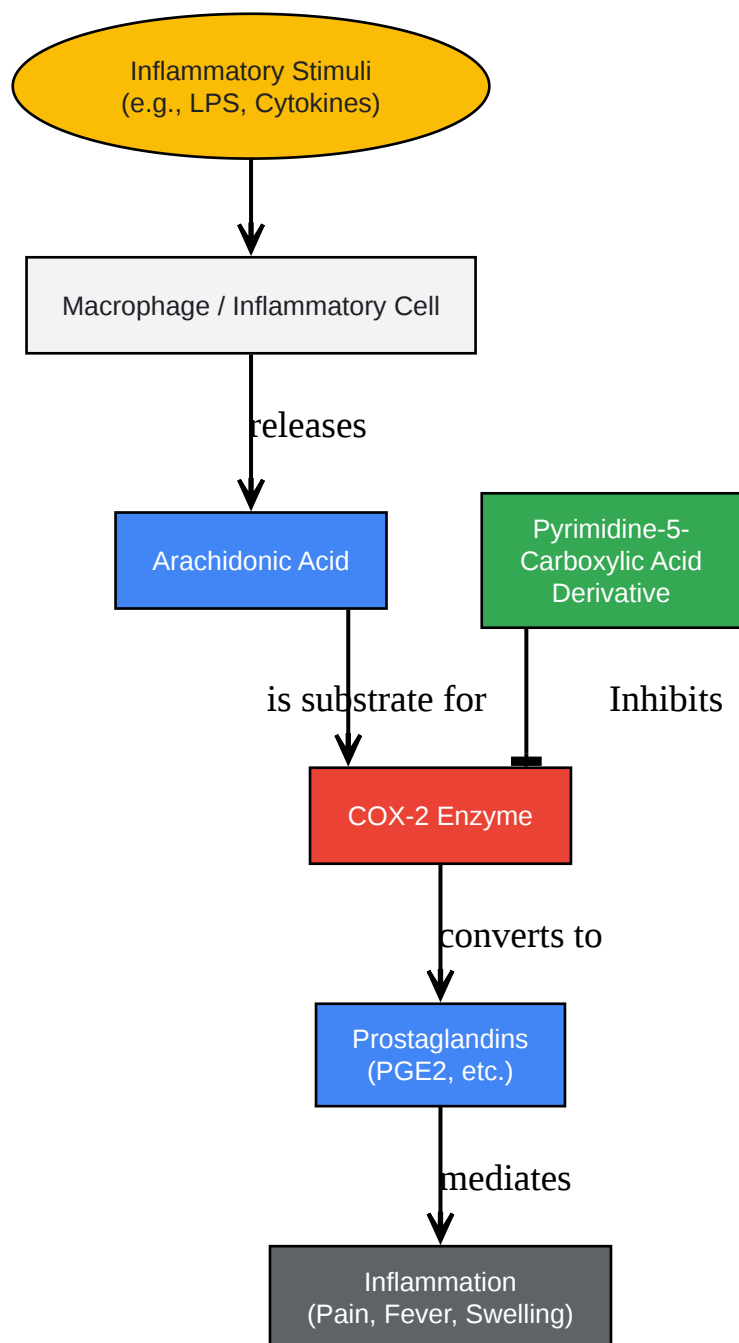 Inflammatory Stimuli
(e.g., LPS, Cytokines)
Macrophage / Inflammatory Cell
releases
Arachidonic Acid
Pyrimidine-5-
Carboxylic Acid
Derivative
is substrate for
Inhibits
COX-2 Enzyme
converts to
Prostaglandins
(PGE2, etc.)
mediates
Inflammation
(Pain, Fever, Swelling)